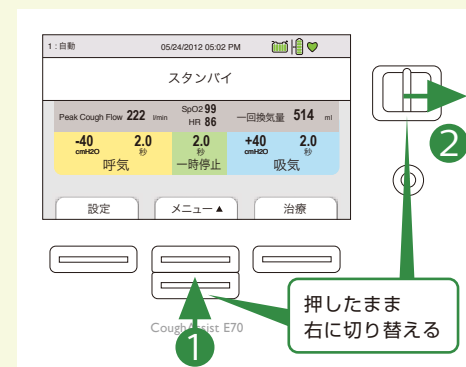 1 : 自動 05/24/2012 05:02 PM
スタンバイ
Peak Cough Flow 222 l/min SpO2 99 HR 86 一回換気量 514 ml
-40 2.0 2.0 +40 2.0
cmH2O 秒 秒 cmH2O 秒
呼気 一時停止 吸気
設定 メニュー▲ 治療
2
押したまま
右に切り替える
CoughAssist E70
1